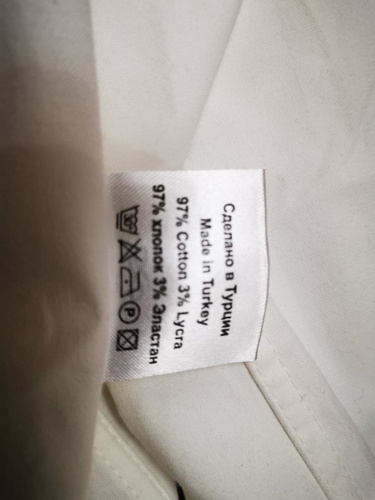 Сделано в Турции
Made in Turkey
97% Cotton 3% Lycra
97% хлопок 3% Эластан
P